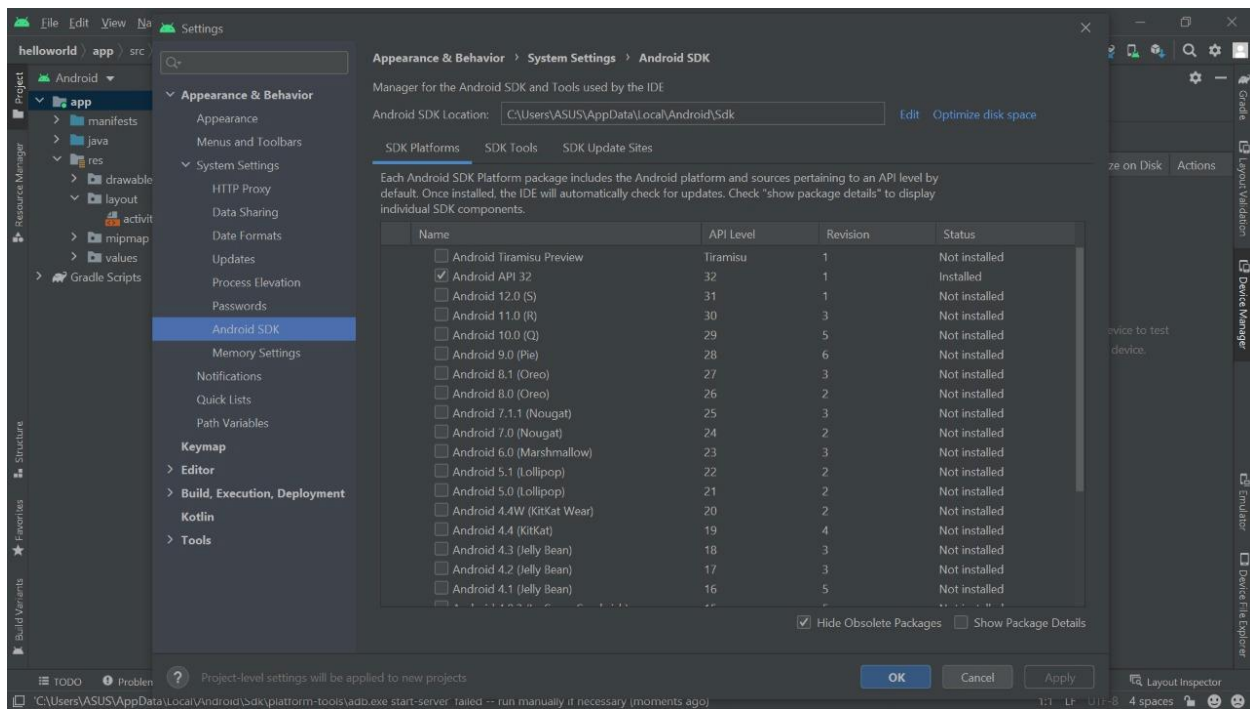 File Edit View Na
Settings
helloworld app src
Android
app
manifests
java
res
drawable
layout
activit
mipmap
values
Gradle Scripts
Project
Resource Manager
Structure
Favorites
Build Variants
Appearance & Behavior
Appearance
Menus and Toolbars
System Settings
HTTP Proxy
Data Sharing
Date Formats
Updates
Process Elevation
Passwords
Android SDK
Memory Settings
Notifications
Quick Lists
Path Variables
Keymap
Editor
Build, Execution, Deployment
Kotlin
Tools
Appearance & Behavior > System Settings > Android SDK
Manager for the Android SDK and Tools used by the IDE
Android SDK Location: C:\Users\ASUS\AppData\Local\Android\Sdk Edit Optimize disk space
SDK Platforms SDK Tools SDK Update Sites
Each Android SDK Platform package includes the Android platform and sources pertaining to an API level by
default. Once installed, the IDE will automatically check for updates. Check "show package details" to display
individual SDK components.
Name API Level Revision Status
Android Tiramisu Preview Tiramisu 1 Not installed
Android API 32 32 1 Installed
Android 12.0 (S) 31 1 Not installed
Android 11.0 (R) 30 3 Not installed
Android 10.0 (Q) 29 5 Not installed
Android 9.0 (Pie) 28 6 Not installed
Android 8.1 (Oreo) 27 3 Not installed
Android 8.0 (Oreo) 26 2 Not installed
Android 7.1.1 (Nougat) 25 3 Not installed
Android 7.0 (Nougat) 24 2 Not installed
Android 6.0 (Marshmallow) 23 3 Not installed
Android 5.1 (Lollipop) 22 2 Not installed
Android 5.0 (Lollipop) 21 2 Not installed
Android 4.4W (KitKat Wear) 20 2 Not installed
Android 4.4 (KitKat) 19 4 Not installed
Android 4.3 (Jelly Bean) 18 3 Not installed
Android 4.2 (Jelly Bean) 17 3 Not installed
Android 4.1 (Jelly Bean) 16 5 Not installed
Hide Obsolete Packages Show Package Details
Project-level settings will be applied to new projects
OK Cancel Apply
ze on Disk Actions
evice to test
device.
Gradle
Layout Validation
Device Manager
Emulator
Device File Explorer
TODO Problen
Layout Inspector
'C:\Users\ASUS\AppData\Local\Android\Sdk\platform-tools\adb.exe start-server' failed -- run manually if necessary (moments ago)
1:1 LF UTF-8 4 spaces